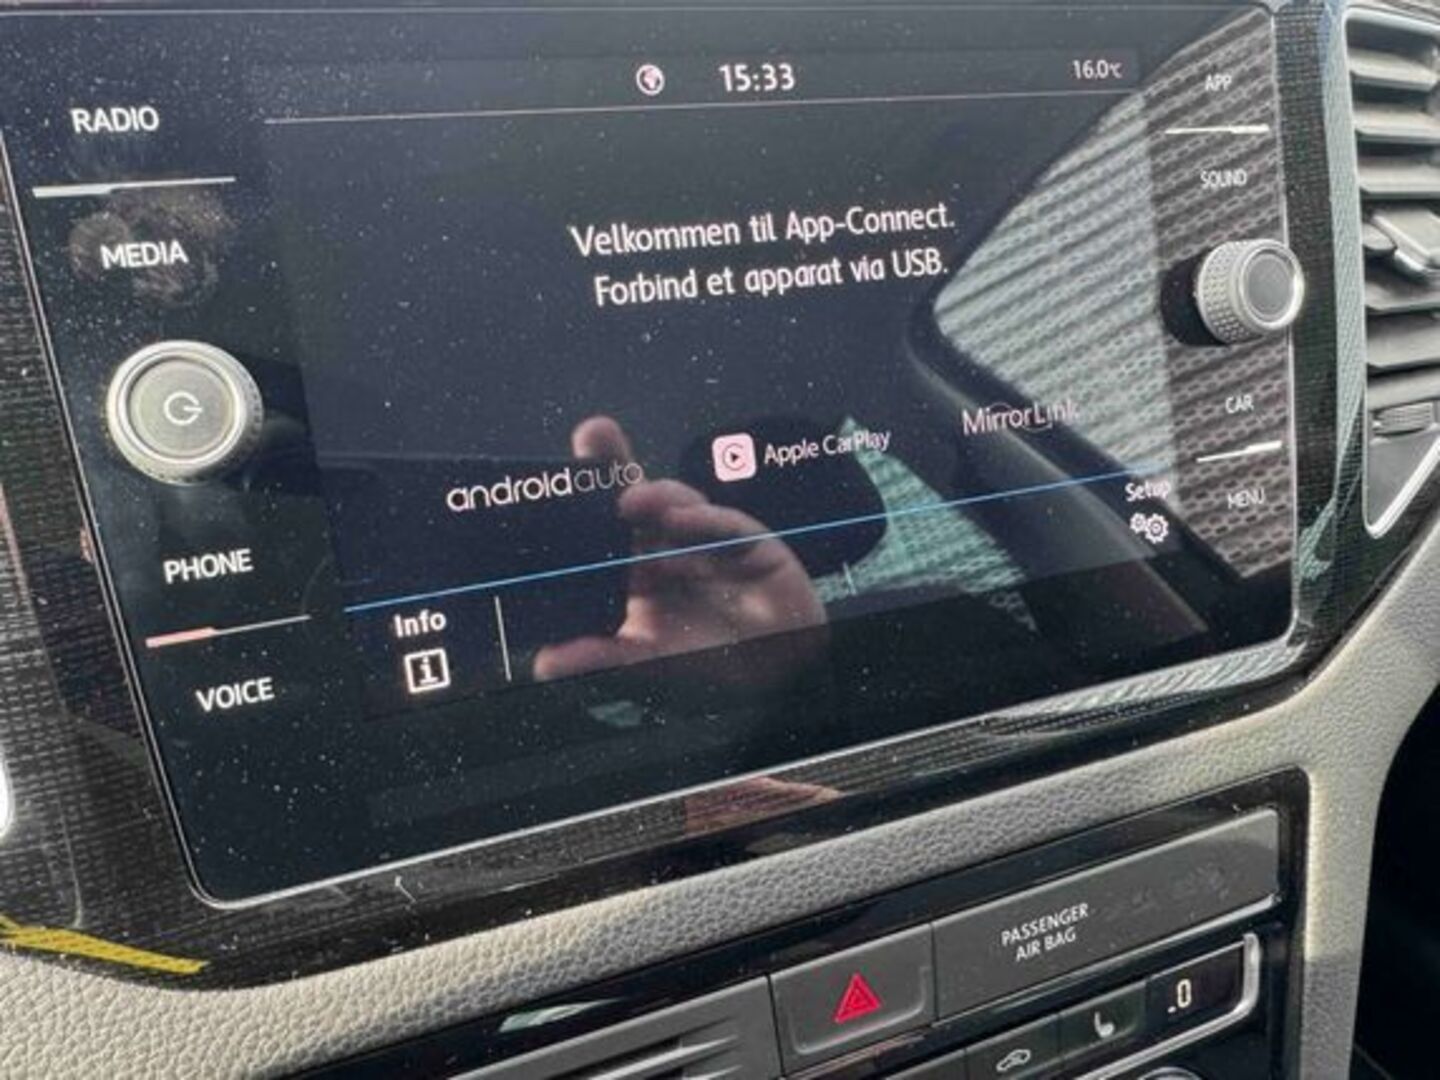 15:33
16.0°C
RADIO
MEDIA
PHONE
VOICE
Velkommen til App-Connect.
Forbind et apparat via USB.
androidauto
Apple CarPlay
MirrorLink
Info
Setup
APP
SOUND
CAR
MENU
PASSENGER
AIR BAG
.0